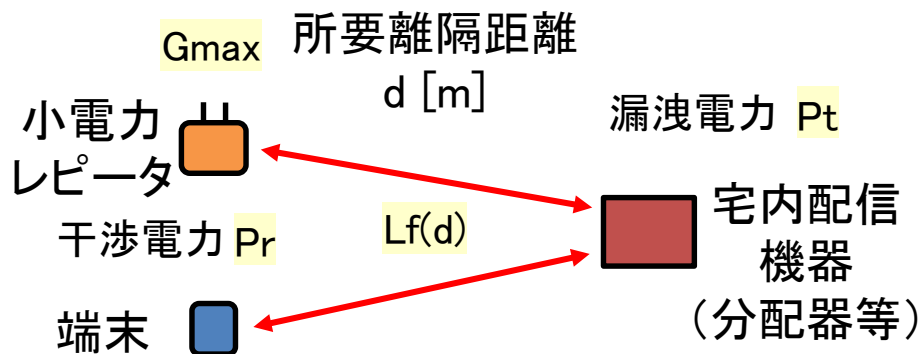 Gmax
所要離隔距離
d [m]
小電力
レピータ
漏洩電力 Pt
干渉電力 Pr
Lf(d)
宅内配信
機器
（分配器等）
端末